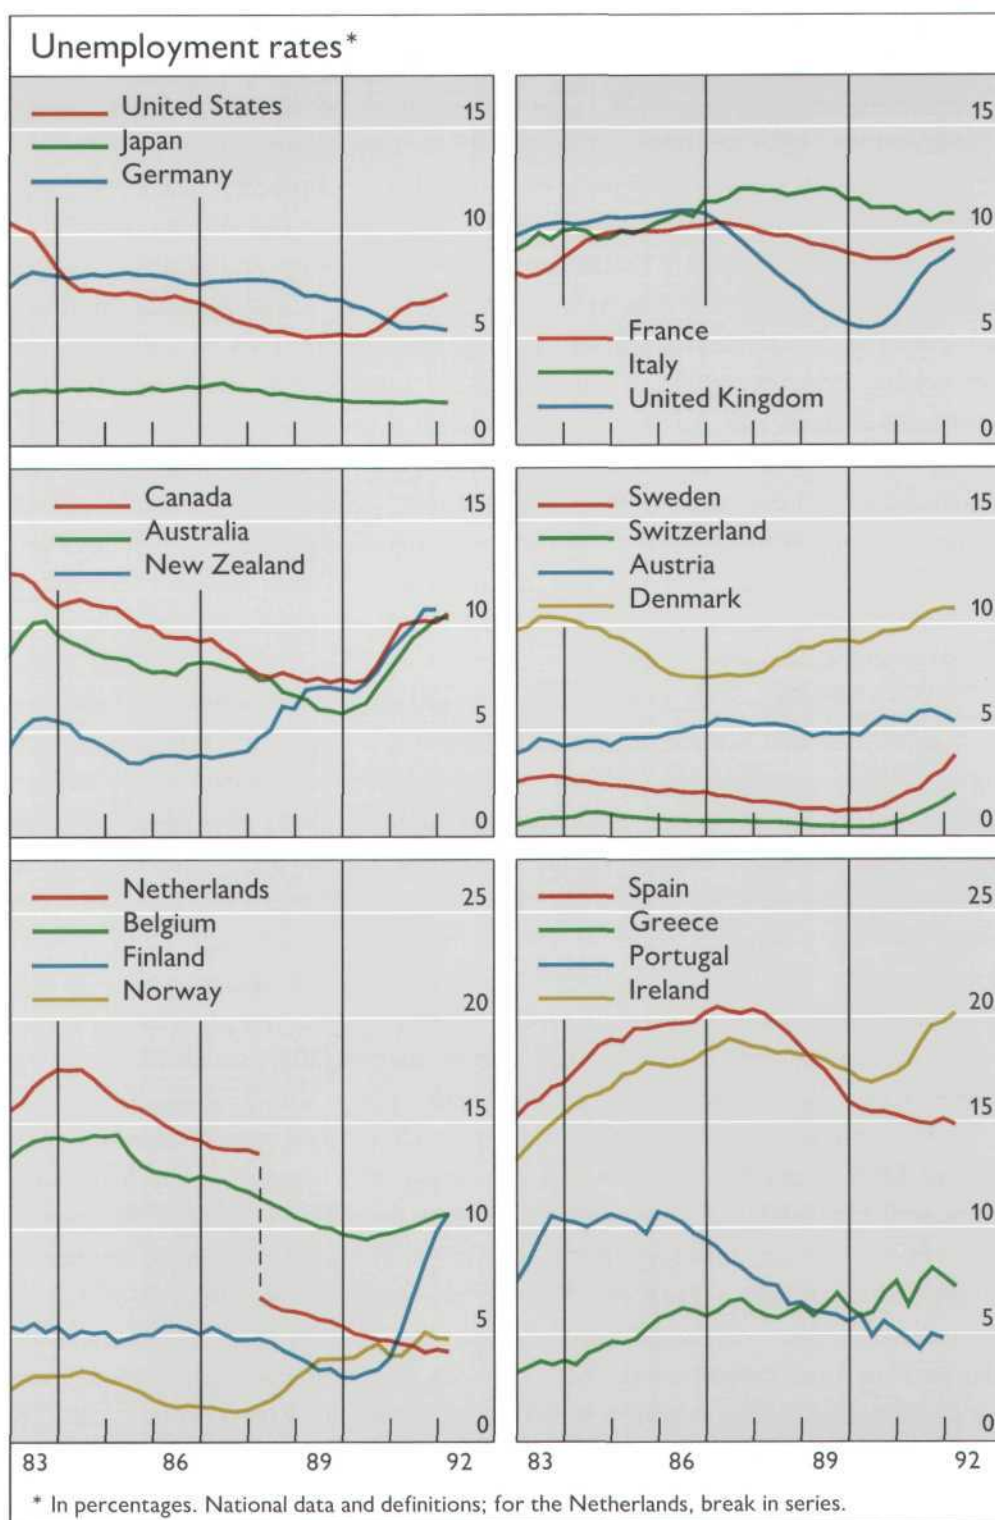 Unemployment rates*
United States
Japan
Germany
15
10
5
0
France
Italy
United Kingdom
15
10
5
0
Canada
Australia
New Zealand
15
10
5
0
Sweden
Switzerland
Austria
Denmark
15
10
5
0
Netherlands
Belgium
Finland
Norway
25
20
15
10
5
0
Spain
Greece
Portugal
Ireland
25
20
15
10
5
0
83 86 89 92
83 86 89 92
* In percentages. National data and definitions; for the Netherlands, break in series.